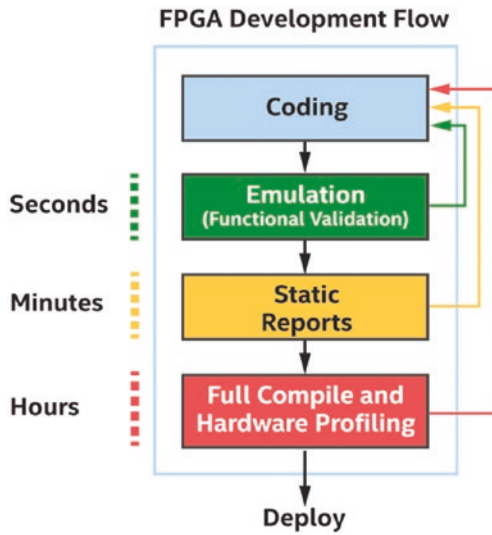 FPGA Development Flow
Coding
Seconds
Emulation
(Functional Validation)
Minutes
Static
Reports
Hours
Full Compile and
Hardware Profiling
Deploy